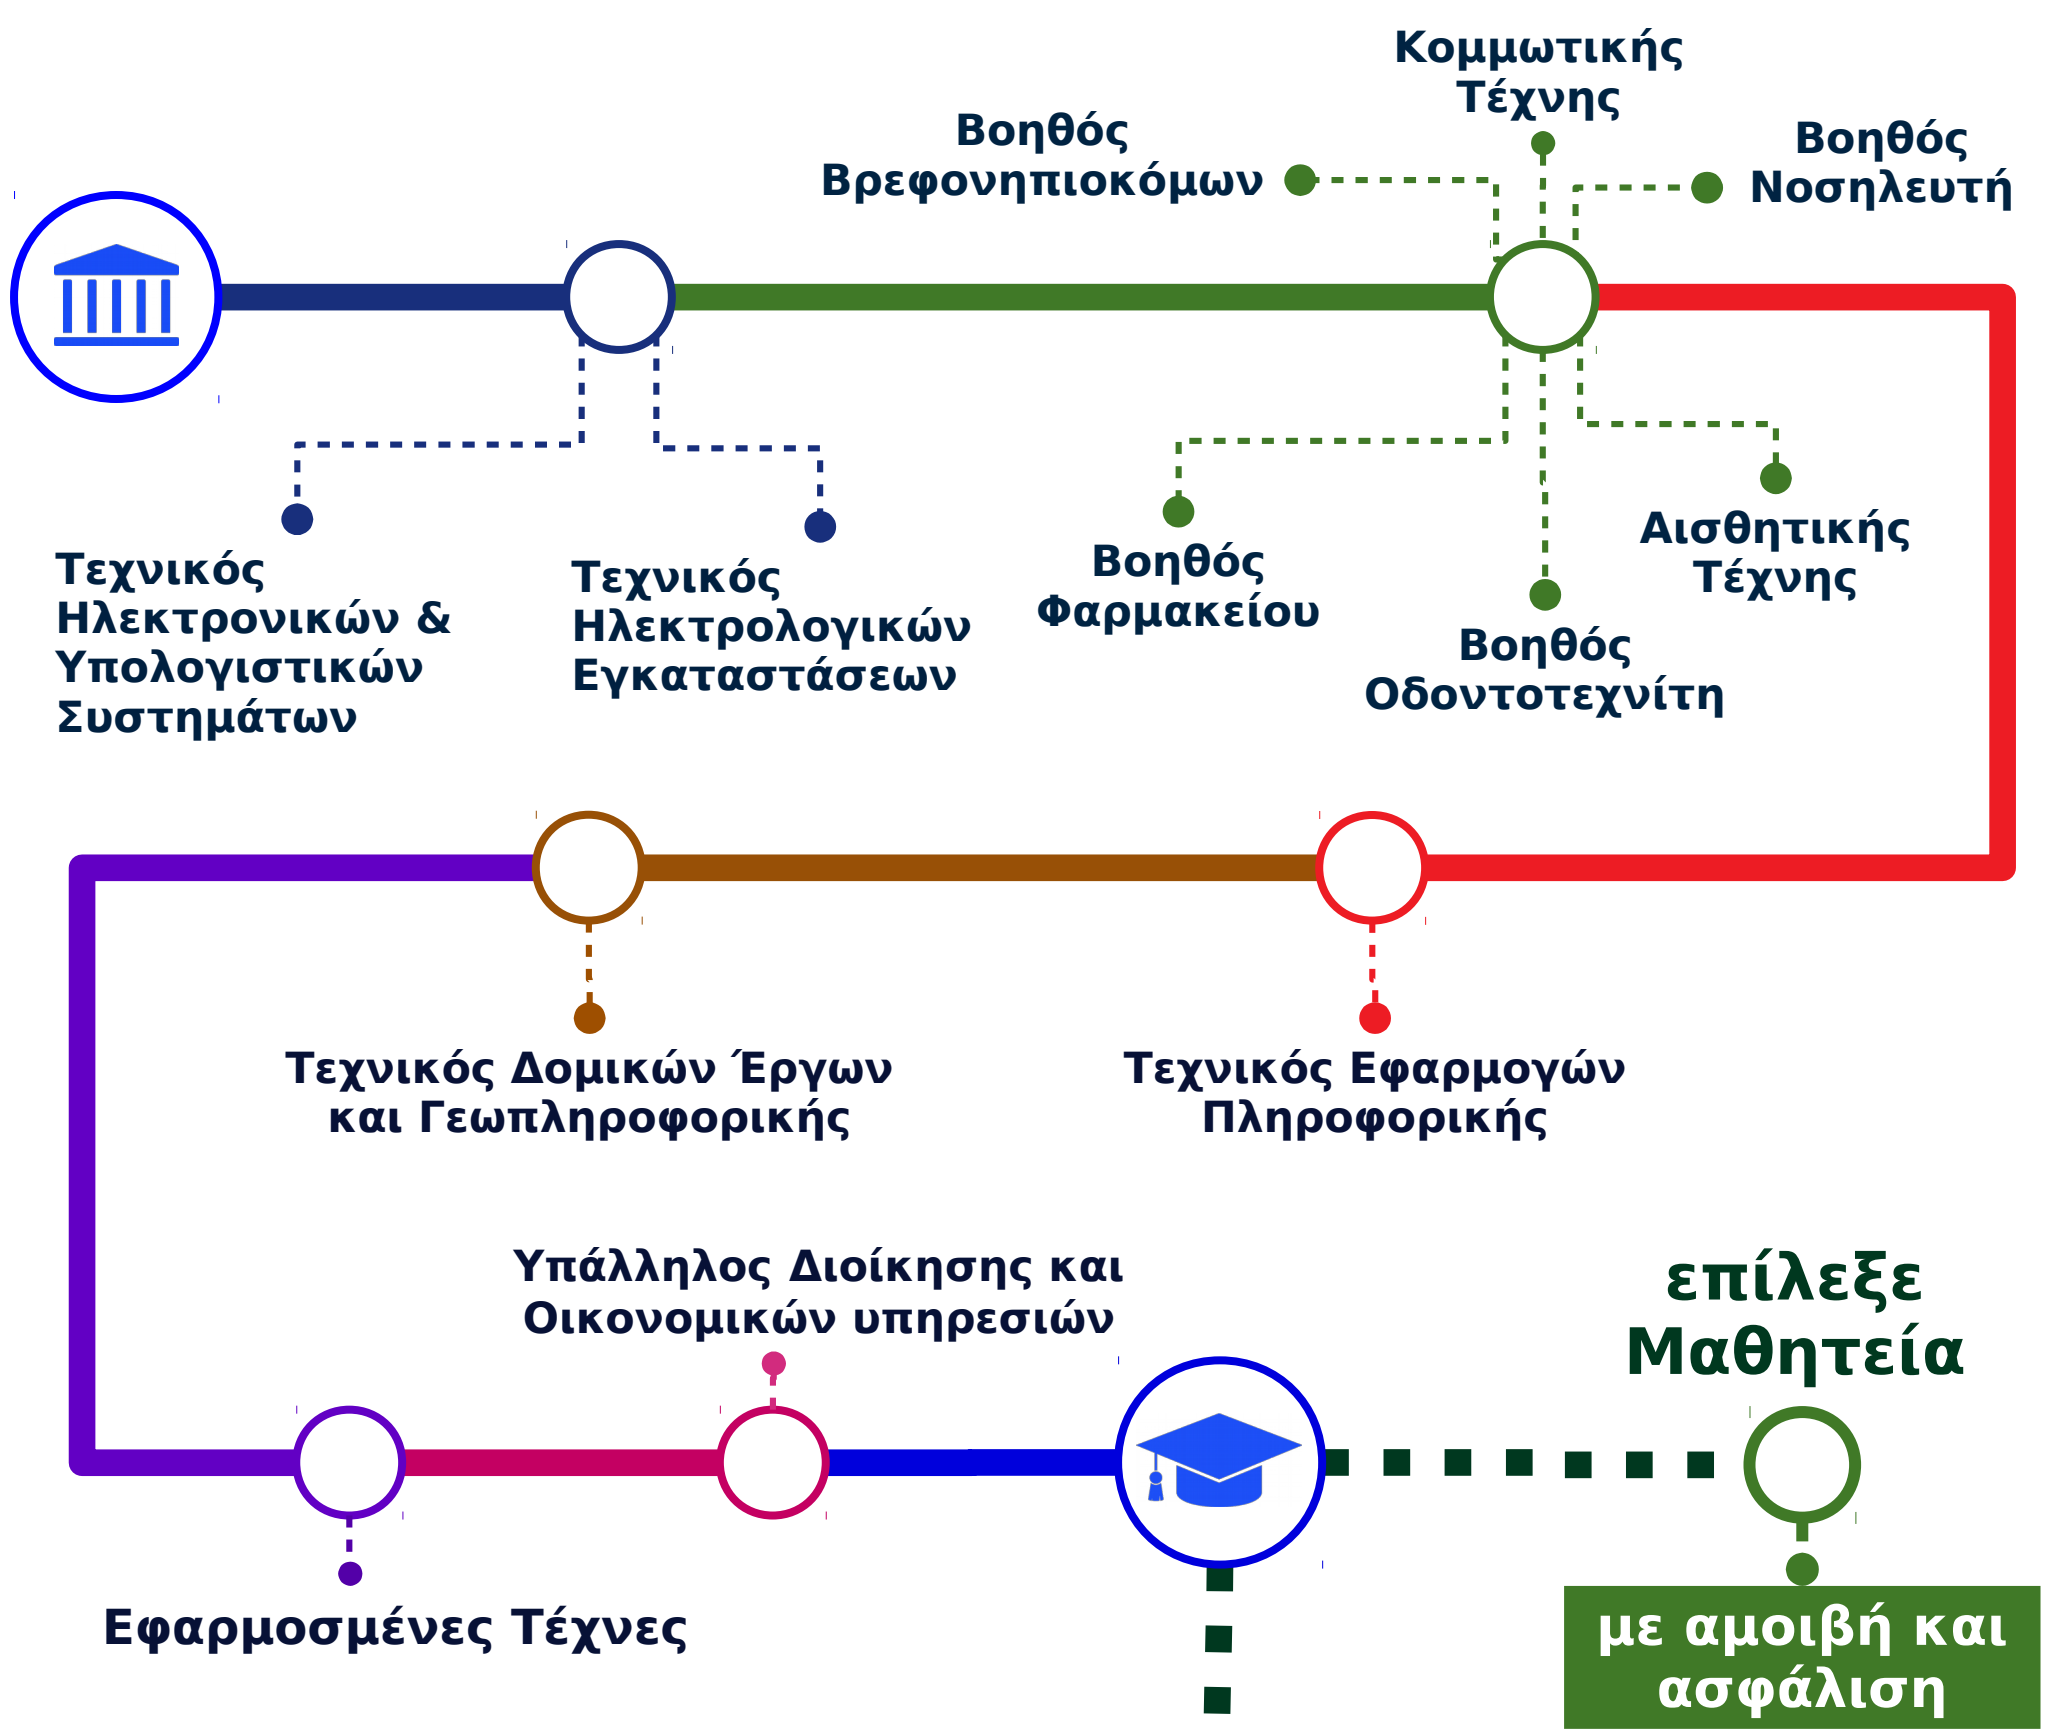 Κομμωτικής
Τέχνης
Βοηθός
Βρεφονηπιοκόμων
Βοηθός
Νοσηλευτή
Τεχνικός
Ηλεκτρονικών &
Υπολογιστικών
Συστημάτων
Τεχνικός
Ηλεκτρολογικών
Εγκαταστάσεων
Βοηθός
Φαρμακείου
Βοηθός
Οδοντοτεχνίτη
Αισθητικής
Τέχνης
Τεχνικός Δομικών Έργων
και Γεωπληροφορικής
Τεχνικός Εφαρμογών
Πληροφορικής
Υπάλληλος Διοίκησης και
Οικονομικών υπηρεσιών
Εφαρμοσμένες Τέχνες
επίλεξε
Μαθητεία
με αμοιβή και
ασφάλιση